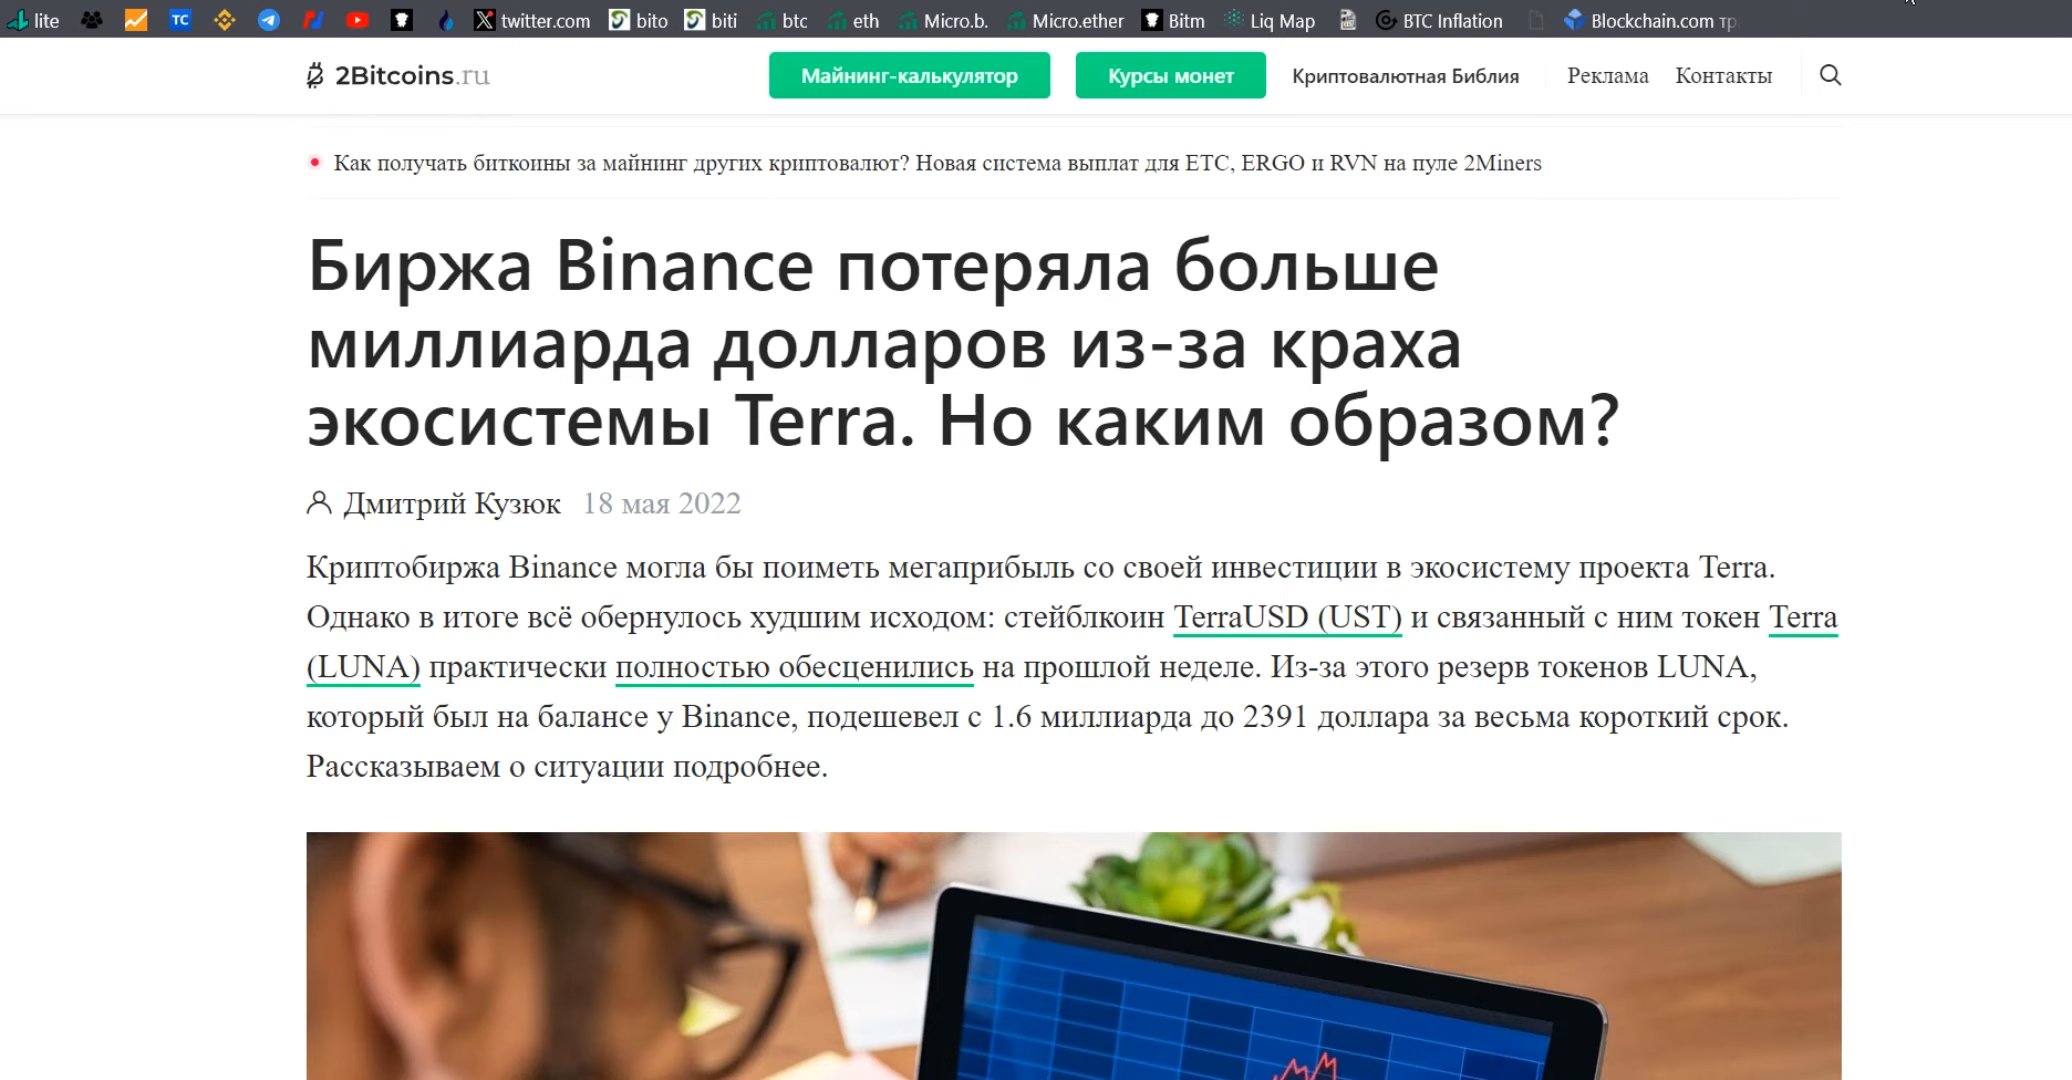 lite TC twitter.com bito biti btc eth Micro.b. Micro.ether Bitm Liq Map BTC Inflation Blockchain.com
2Bitcoins.ru Майнинг-калькулятор Курсы монет Криптовалютная Библия Реклама Контакты
Как получать биткоины за майнинг других криптовалют? Новая система выплат для ETC, ERGO и RVN на пуле 2Miners
Биржа Binance потеряла больше
миллиарда долларов из-за краха
экосистемы Terra. Но каким образом?
Дмитрий Кузюк 18 мая 2022
Криптобиржа Binance могла бы поиметь мегаприбыль со своей инвестиции в экосистему проекта Terra.
Однако в итоге всё обернулось худшим исходом: стейблкоин TerraUSD (UST) и связанный с ним токен Terra
(LUNA) практически полностью обесценились на прошлой неделе. Из-за этого резерв токенов LUNA,
который был на балансе у Binance, подешевел с 1.6 миллиарда до 2391 доллара за весьма короткий срок.
Рассказываем о ситуации подробнее.